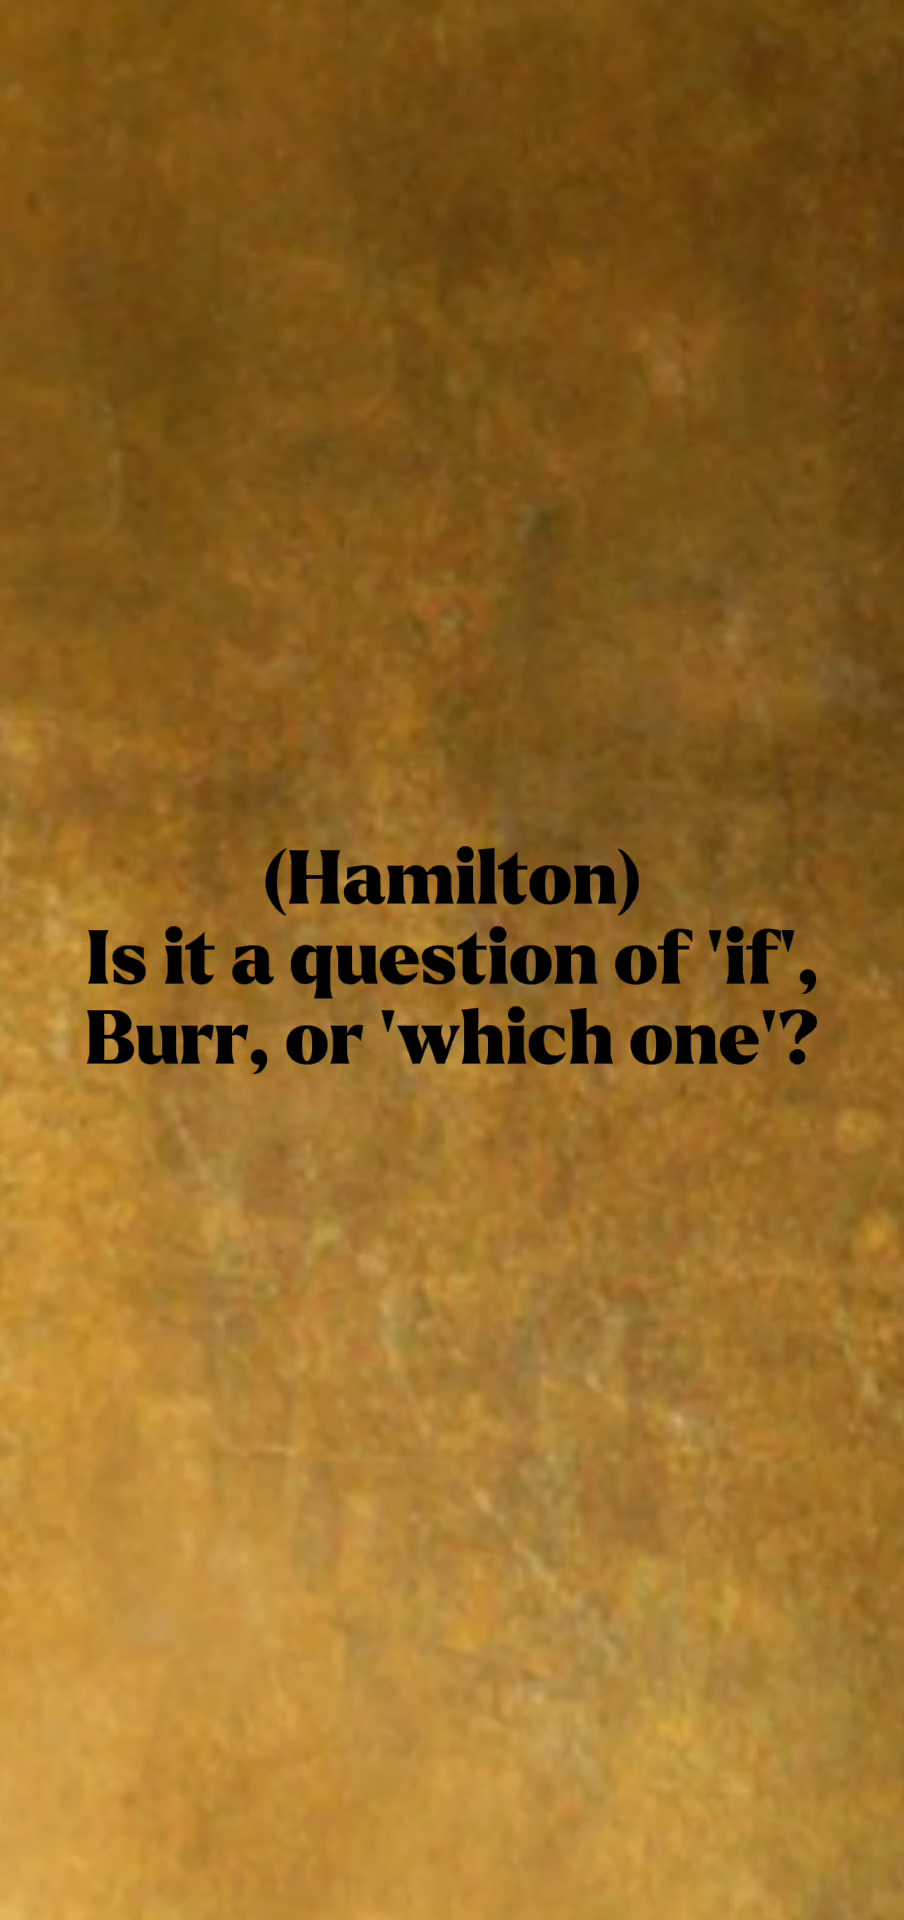 (Hamilton)
Is it a question of 'if',
Burr, or 'which one'?